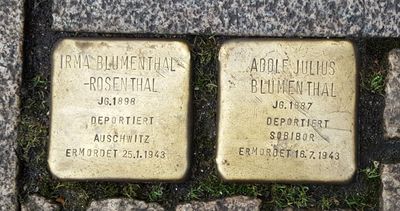 IRMA BLUMENTHAL-
-ROSENTHAL
JG. 1898
DEPORTIERT
AUSCHWITZ
ERMORDET 25.1.1943
ADOLF JULIUS
BLUMENTHAL
JG. 1887
DEPORTIERT
SOBIBOR
ERMORDET 16.7.1943